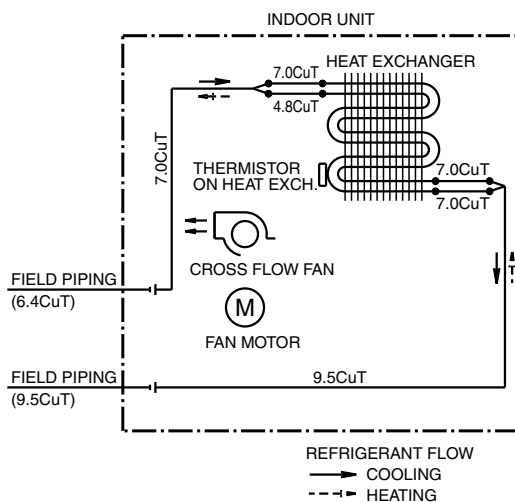 INDOOR UNIT
HEAT EXCHANGER
7.0CuT
4.8CuT
7.0CuT
THERMISTOR
ON HEAT EXCH.
7.0CuT
7.0CuT
CROSS FLOW FAN
FIELD PIPING
(6.4CuT)
M
FAN MOTOR
FIELD PIPING
(9.5CuT)
9.5CuT
REFRIGERANT FLOW
COOLING
HEATING